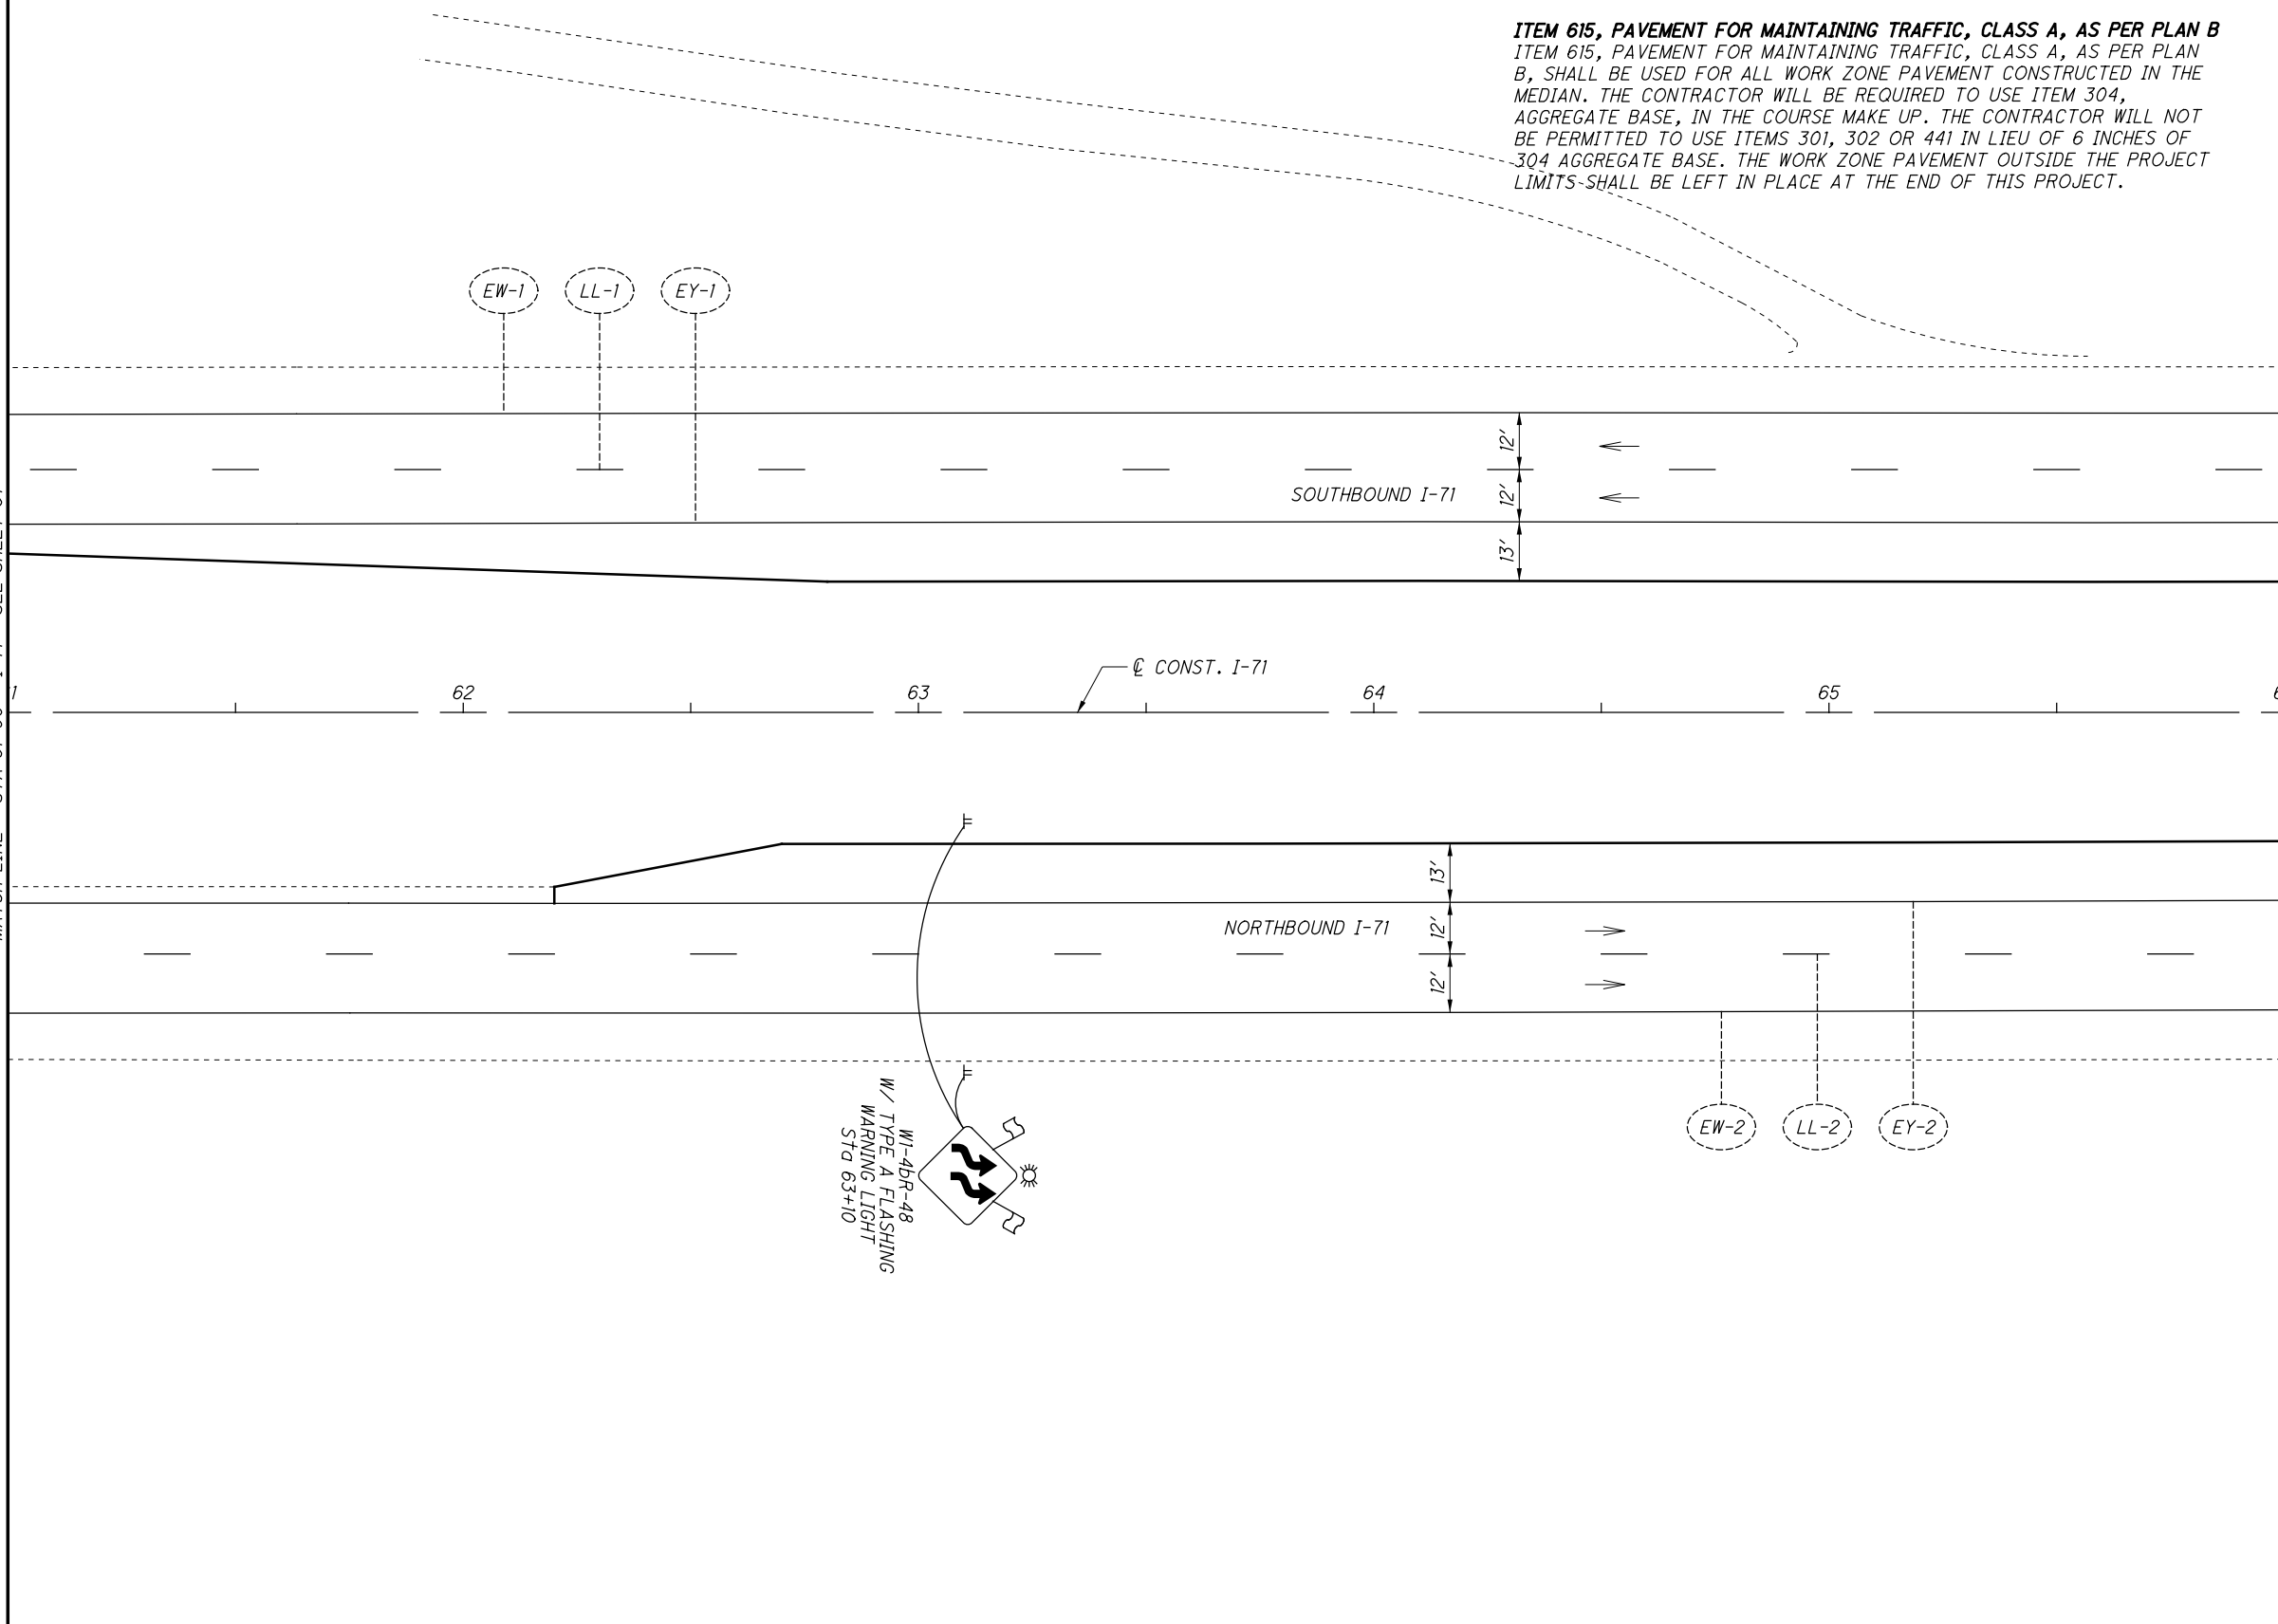 ITEM 615, PAVEMENT FOR MAINTAINING TRAFFIC, CLASS A, AS PER PLAN B
ITEM 615, PAVEMENT FOR MAINTAINING TRAFFIC, CLASS A, AS PER PLAN
B, SHALL BE USED FOR ALL WORK ZONE PAVEMENT CONSTRUCTED IN THE
MEDIAN. THE CONTRACTOR WILL BE REQUIRED TO USE ITEM 304,
AGGREGATE BASE, IN THE COURSE MAKE UP. THE CONTRACTOR WILL NOT
BE PERMITTED TO USE ITEMS 301, 302 OR 441 IN LIEU OF 6 INCHES OF
304 AGGREGATE BASE. THE WORK ZONE PAVEMENT OUTSIDE THE PROJECT
LIMITS SHALL BE LEFT IN PLACE AT THE END OF THIS PROJECT.
EW-1 LL-1 EY-1
12'
SOUTHBOUND I-71 12'
13'
℄ CONST. I-71
62 63 64 65
13'
NORTHBOUND I-71 12'
12'
EW-2 LL-2 EY-2
W1-4bR-48
W/ TYPE A FLASHING
WARNING LIGHT
Sta 63+10